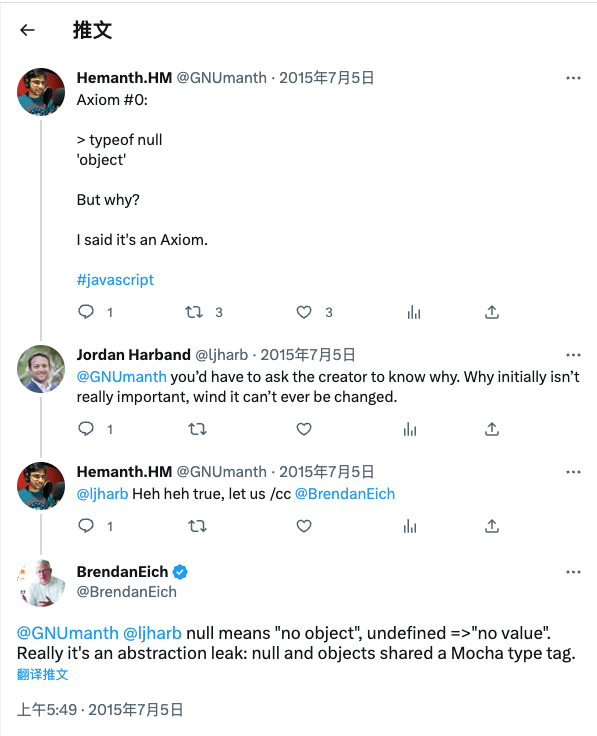 推文
Hemanth.HM @GNUmanth · 2015年7月5日
Axiom #0:
> typeof null
'object'
But why?
I said it's an Axiom.
#javascript
1 3 3
Jordan Harband @ljharb · 2015年7月5日
@GNUmanth you’d have to ask the creator to know why. Why initially isn’t
really important, wind it can’t ever be changed.
1
Hemanth.HM @GNUmanth · 2015年7月5日
@ljharb Heh heh true, let us /cc @BrendanEich
1
BrendanEich
@BrendanEich
@GNUmanth @ljharb null means "no object", undefined =>"no value".
Really it's an abstraction leak: null and objects shared a Mocha type tag.
翻译推文
上午5:49 · 2015年7月5日